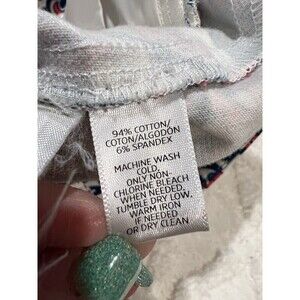 94% COTTON/
COTON/ALGODON
6% SPANDEX
MACHINE WASH
COLD,
ONLY NON-
CHLORINE BLEACH
WHEN NEEDED,
TUMBLE DRY LOW,
WARM IRON
IF NEEDED
OR DRY CLEAN